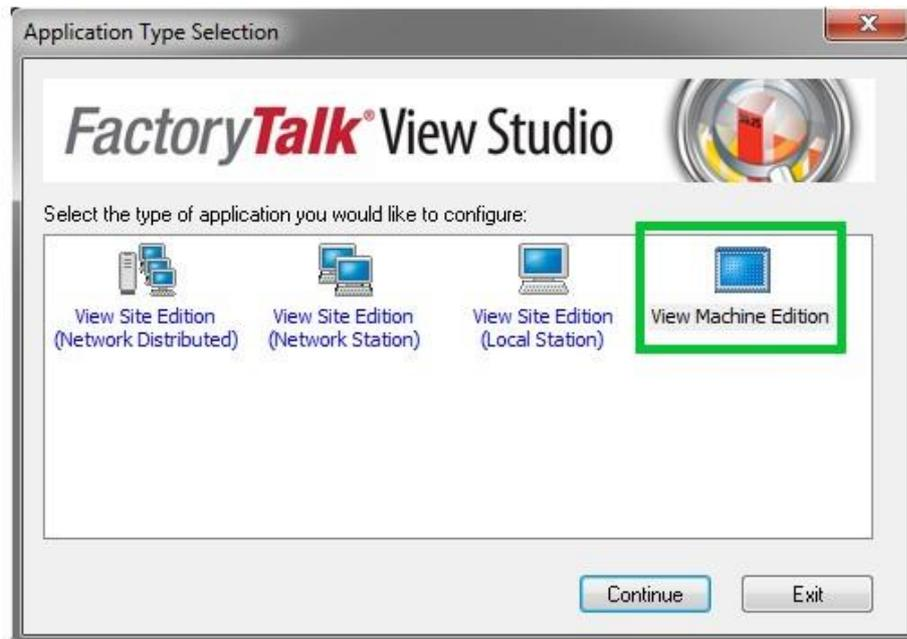 Application Type Selection
FactoryTalk® View Studio
Select the type of application you would like to configure:
View Site Edition
(Network Distributed)
View Site Edition
(Network Station)
View Site Edition
(Local Station)
View Machine Edition
Continue
Exit